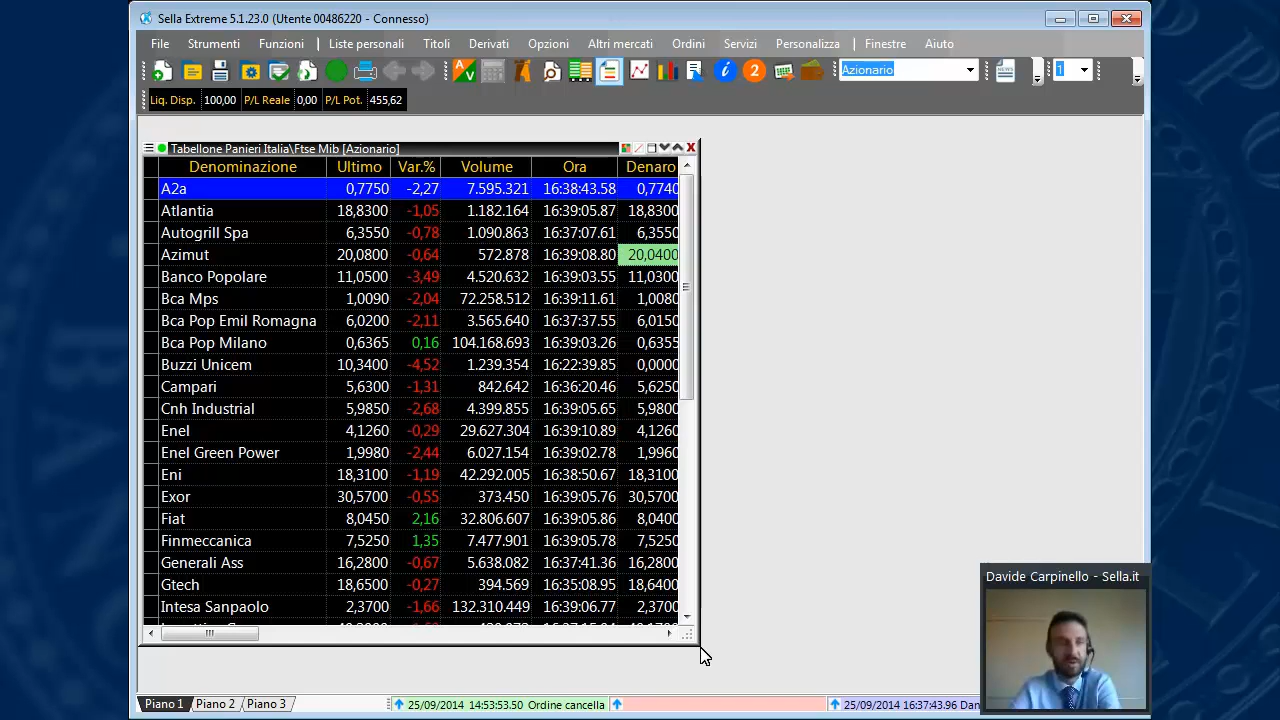 Sella Extreme 5.1.23.0 (Utente 00486220 - Connesso)
File Strumenti Funzioni Liste personali Titoli Derivati Opzioni Altri mercati Ordini Servizi Personalizza Finestre Aiuto
Azionario NEWS 1
Liq. Disp. 100,00 P/L Reale 0,00 P/L Pot. 455,62
Tabellone Panieri Italia\Ftse Mib [Azionario]
Denominazione Ultimo Var.% Volume Ora Denaro
A2a 0,7750 -2,27 7.595.321 16:38:43.58 0,7740
Atlantia 18,8300 -1,05 1.182.164 16:39:05.87 18,8300
Autogrill Spa 6,3550 -0,78 1.090.863 16:37:07.61 6,3550
Azimut 20,0800 -0,64 572.878 16:39:08.80 20,0400
Banco Popolare 11,0500 -3,49 4.520.632 16:39:03.55 11,0300
Bca Mps 1,0090 -2,04 72.258.512 16:39:11.61 1,0080
Bca Pop Emil Romagna 6,0200 -2,11 3.565.640 16:37:37.55 6,0150
Bca Pop Milano 0,6365 0,16 104.168.693 16:39:03.26 0,6355
Buzzi Unicem 10,3400 -4,52 1.239.354 16:22:39.85 0,0000
Campari 5,6300 -1,31 842.642 16:36:20.46 5,6250
Cnh Industrial 5,9850 -2,68 4.399.855 16:39:05.65 5,9800
Enel 4,1260 -0,29 29.627.304 16:39:10.89 4,1260
Enel Green Power 1,9980 -2,44 6.027.154 16:39:02.78 1,9960
Eni 18,3100 -1,19 42.292.005 16:38:50.67 18,3100
Exor 30,5700 -0,55 373.450 16:39:05.76 30,5700
Fiat 8,0450 2,16 32.806.607 16:39:05.86 8,0400
Finmeccanica 7,5250 1,35 7.477.901 16:39:05.78 7,5250
Generali Ass 16,2800 -0,67 5.638.082 16:37:41.36 16,2800
Gtech 18,6500 -0,27 394.569 16:35:08.95 18,6400
Intesa Sanpaolo 2,3700 -1,66 132.310.449 16:39:06.77 2,3700
Davide Carpinello - Sella.it
Piano 1 Piano 2 Piano 3 25/09/2014 14:53:53.50 Ordine cancella 25/09/2014 16:37:43.96 Dan